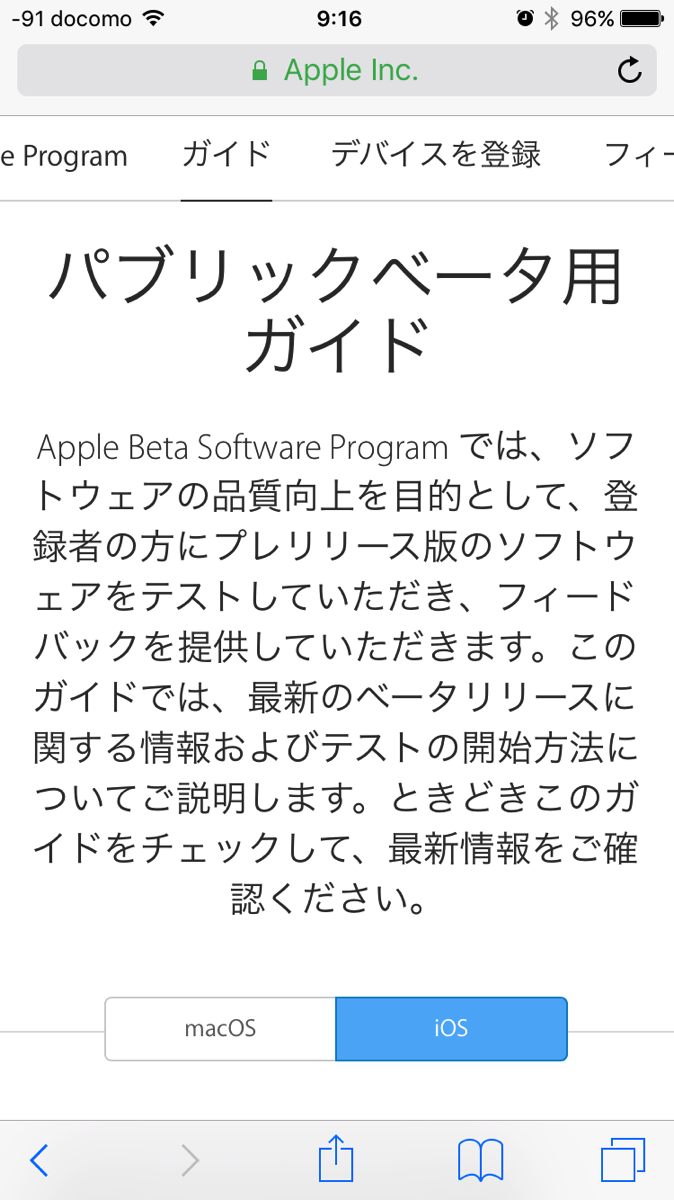 -91 docomo 9:16 96%
Apple Inc.
e Program ガイド デバイスを登録 フィー
パブリックベータ用
ガイド
Apple Beta Software Program では、ソフ
トウェアの品質向上を目的として、登
録者の方にプレリリース版のソフトウ
ェアをテストしていただき、フィード
バックを提供していただきます。この
ガイドでは、最新のベータリリースに
関する情報およびテストの開始方法に
ついてご説明します。ときどきこのガ
イドをチェックして、最新情報をご確
認ください。
macOS iOS